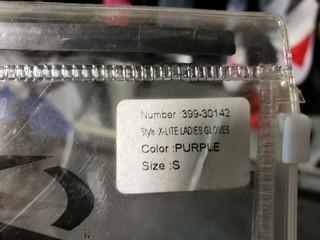 Number :399-30142
Style :X-LITE LADIES GLOVES
Color :PURPLE
Size :S